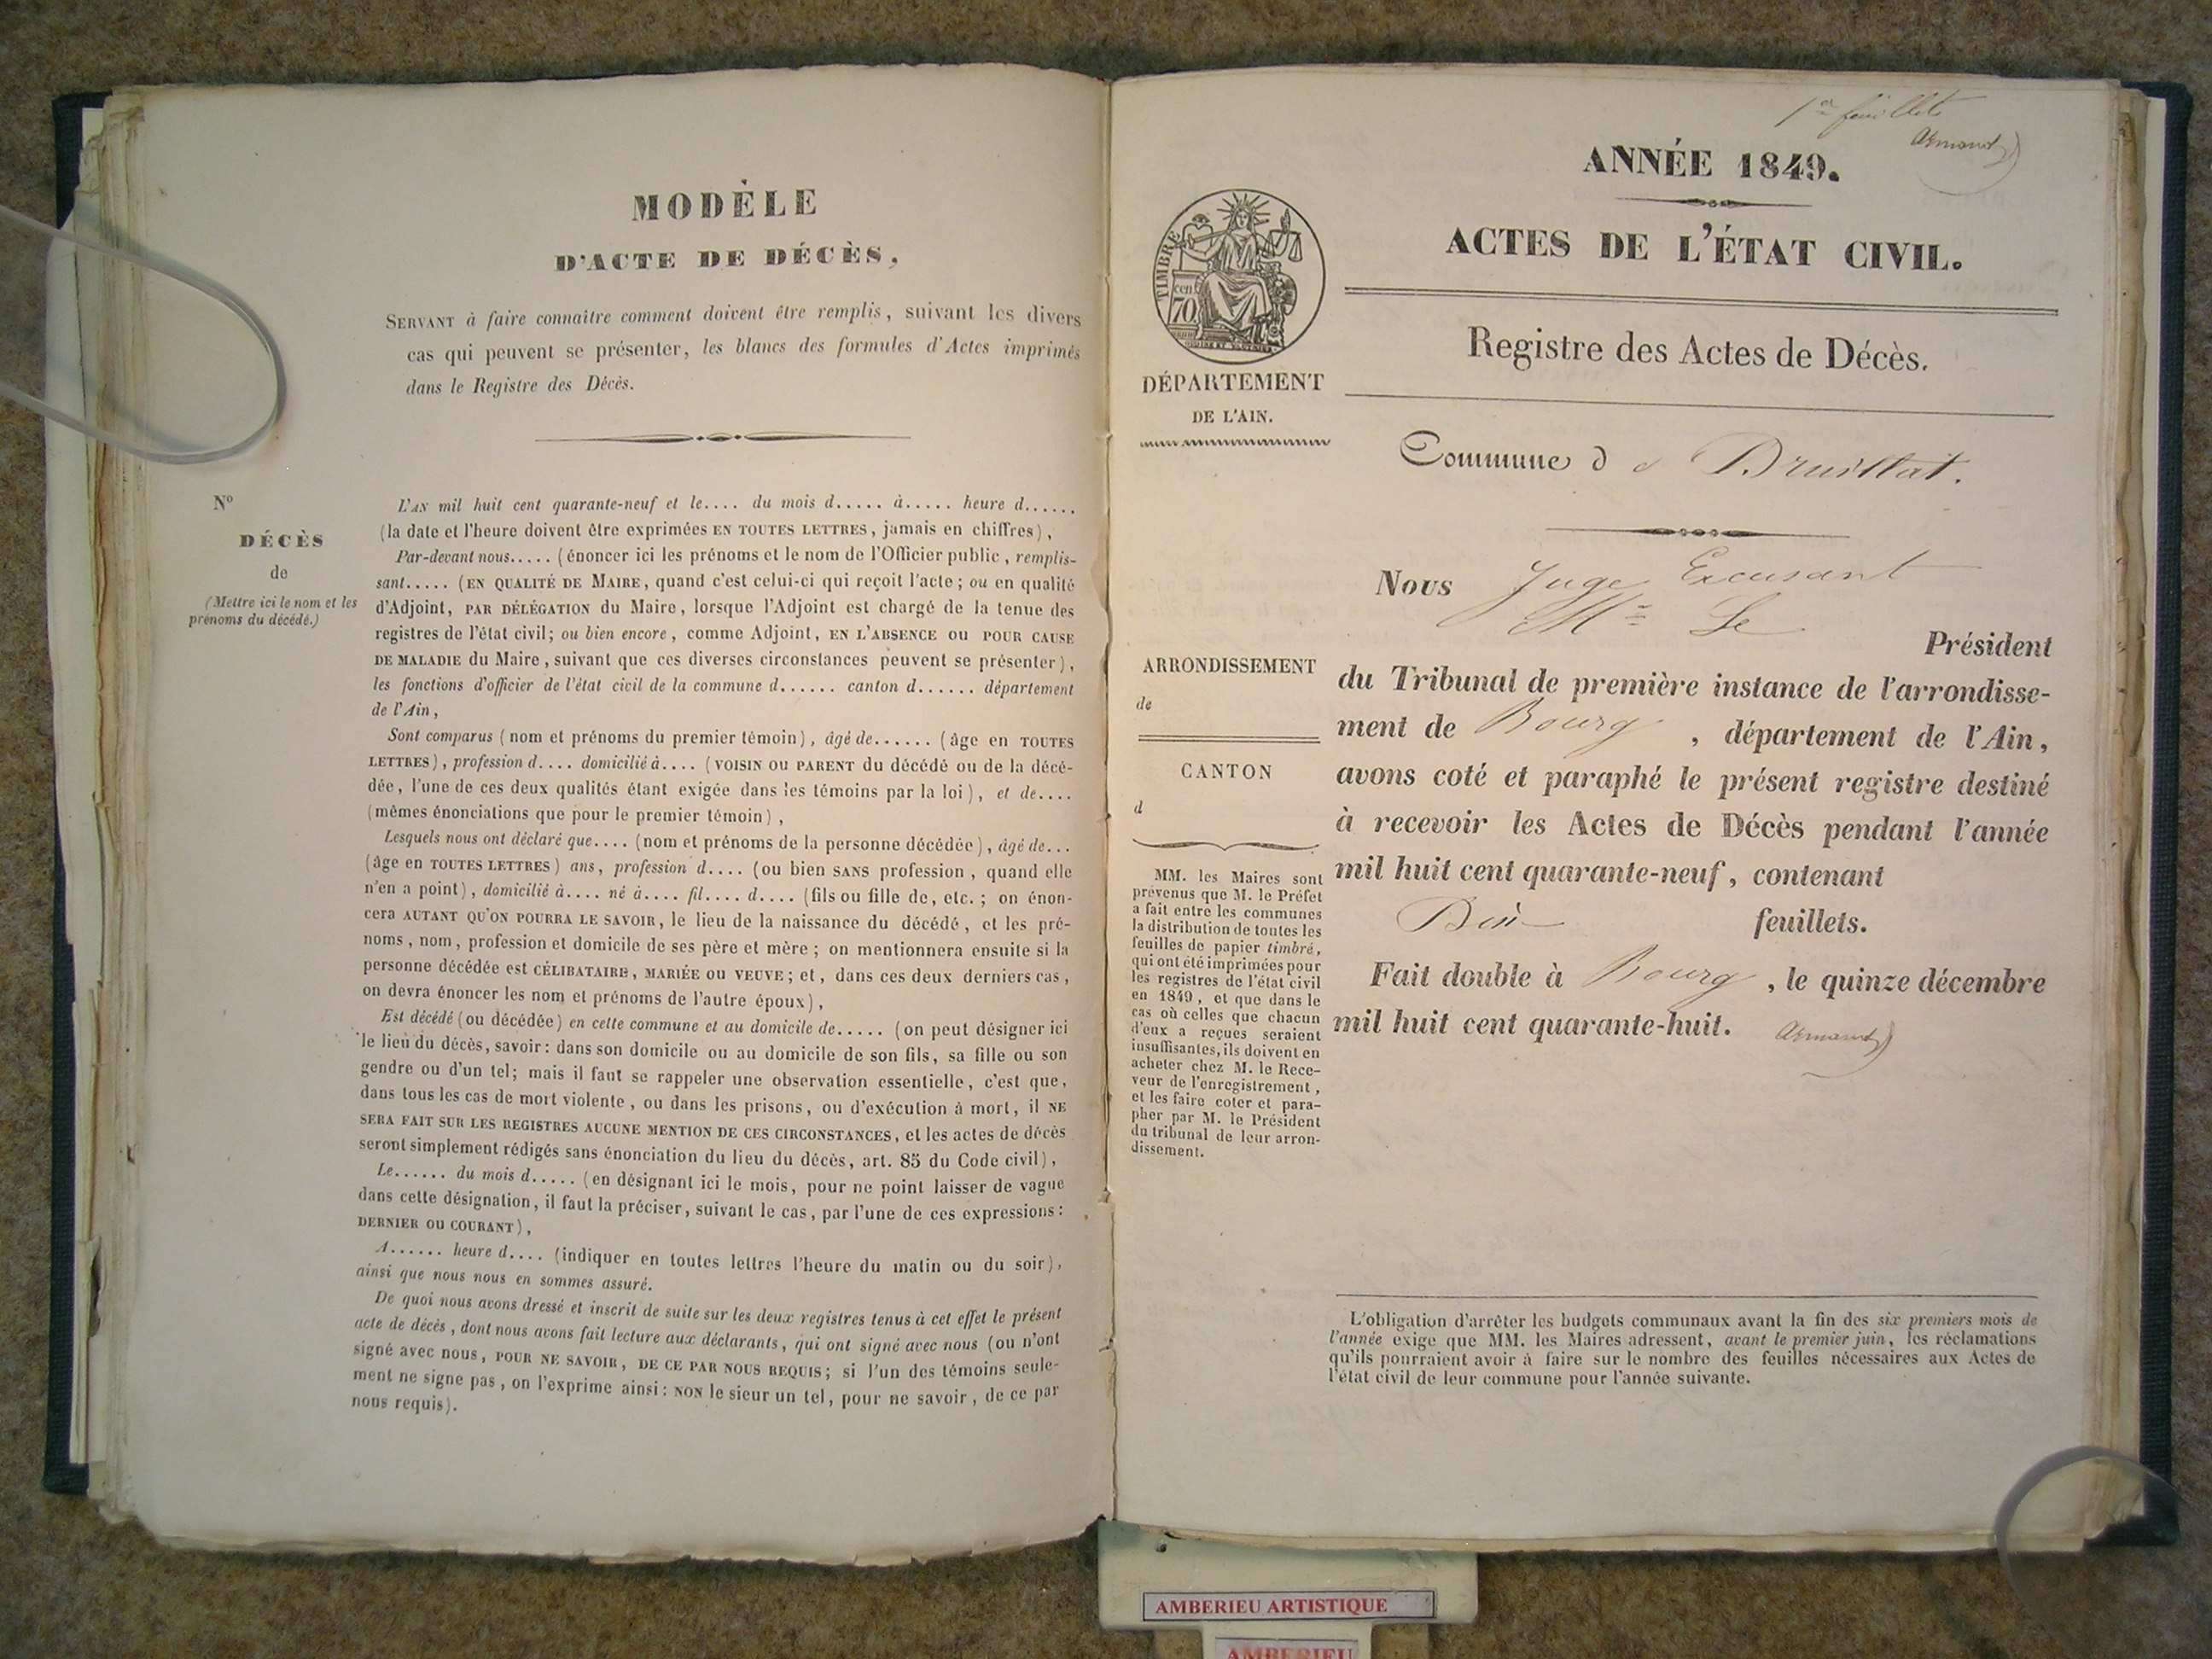 MODÈLE
D'ACTE DE DÉCÈS,
SERVANT à faire connaître comment doivent être remplis, suivant les divers
cas qui peuvent se présenter, les blancs des formules d'Actes imprimés
dans le Registre des Décès.
N°
DÉCÈS
de
(Mettre ici le nom et les
prénoms du décédé.)
L'AN mil huit cent quarante-neuf et le.... du mois d..... à..... heure d......
(la date et l'heure doivent être exprimées EN TOUTES LETTRES, jamais en chiffres),
Par-devant nous..... (énoncer ici les prénoms et le nom de l'Officier public, remplis-
sant..... (EN QUALITÉ DE MAIRE, quand c'est celui-ci qui reçoit l'acte; ou en qualité
d'Adjoint, PAR DÉLÉGATION du Maire, lorsque l'Adjoint est chargé de la tenue des
registres de l'état civil; ou bien encore, comme Adjoint, EN L'ABSENCE OU POUR CAUSE
DE MALADIE du Maire, suivant que ces diverses circonstances peuvent se présenter),
les fonctions d'officier de l'état civil de la commune d...... canton d...... département
de l'Ain,
Sont comparus (nom et prénoms du premier témoin), âgé de...... (âge en TOUTES
LETTRES), profession d.... domicilié à.... (VOISIN OU PARENT du décédé ou de la décé-
dée, l'une de ces deux qualités étant exigée dans les témoins par la loi), et de....
(mêmes énonciations que pour le premier témoin),
Lesquels nous ont déclaré que.... (nom et prénoms de la personne décédée), âgé de...
(âge en TOUTES LETTRES) ans, profession d.... (ou bien SANS profession, quand elle
n'en a point), domicilié à.... né à.... fil.... d.... (fils ou fille de, etc.; on énon-
cera AUTANT QU'ON POURRA LE SAVOIR, le lieu de la naissance du décédé, et les pré-
noms, nom, profession et domicile de ses père et mère; on mentionnera ensuite si la
personne décédée est CÉLIBATAIRE, MARIÉE OU VEUVE; et, dans ces deux derniers cas,
on devra énoncer les nom et prénoms de l'autre époux),
Est décédé (ou décédée) en cette commune et au domicile de..... (on peut désigner ici
le lieu du décès, savoir: dans son domicile ou au domicile de son fils, sa fille ou son
gendre ou d'un tel; mais il faut se rappeler une observation essentielle, c'est que,
dans tous les cas de mort violente, ou dans les prisons, ou d'exécution à mort, il NE
SERA FAIT SUR LES REGISTRES AUCUNE MENTION DE CES CIRCONSTANCES, et les actes de décès
seront simplement rédigés sans énonciation du lieu du décès, art. 85 du Code civil),
Le...... du mois d..... (en désignant ici le mois, pour ne point laisser de vague
dans cette désignation, il faut la préciser, suivant le cas, par l'une de ces expressions:
DERNIER OU COURANT),
A...... heure d.... (indiquer en toutes lettres l'heure du matin ou du soir),
ainsi que nous nous en sommes assuré.
De quoi nous avons dressé et inscrit de suite sur les deux registres tenus à cet effet le présent
acte de décès, dont nous avons fait lecture aux déclarants, qui ont signé avec nous (ou n'ont
signé avec nous, POUR NE SAVOIR, DE CE PAR NOUS REQUIS; si l'un des témoins seule-
ment ne signe pas, on l'exprime ainsi: NON le sieur un tel, pour ne savoir, de ce par
nous requis).
1er feuillet
Armand
ANNÉE 1849.
ACTES DE L'ÉTAT CIVIL.
Registre des Actes de Décès.
TIMBRE
70 cen
DÉPARTEMENT
DE L'AIN.
Commune de Druillat.
Nous Juge Excusant
Mr Le
Président
du Tribunal de première instance de l'arrondisse-
ment de Bourg, département de l'Ain,
avons coté et paraphé le présent registre destiné
à recevoir les Actes de Décès pendant l'année
mil huit cent quarante-neuf, contenant
feuillets.
Fait double à Bourg, le quinze décembre
mil huit cent quarante-huit. Armand
ARRONDISSEMENT
de
CANTON
d
MM. les Maires sont
prévenus que M. le Préfet
a fait entre les communes
la distribution de toutes les
feuilles de papier timbré,
qui ont été imprimées pour
les registres de l'état civil
en 1849, et que dans le
cas où celles que chacun
d'eux a reçues seraient
insuffisantes, ils doivent en
acheter chez M. le Rece-
veur de l'enregistrement,
et les faire coter et para-
pher par M. le Président
du tribunal de leur arron-
dissement.
L'obligation d'arrêter les budgets communaux avant la fin des six premiers mois de
l'année exige que MM. les Maires adressent, avant le premier juin, les réclamations
qu'ils pourraient avoir à faire sur le nombre des feuilles nécessaires aux Actes de
l'état civil de leur commune pour l'année suivante.
AMBERIEU ARTISTIQUE
AMBERIEU